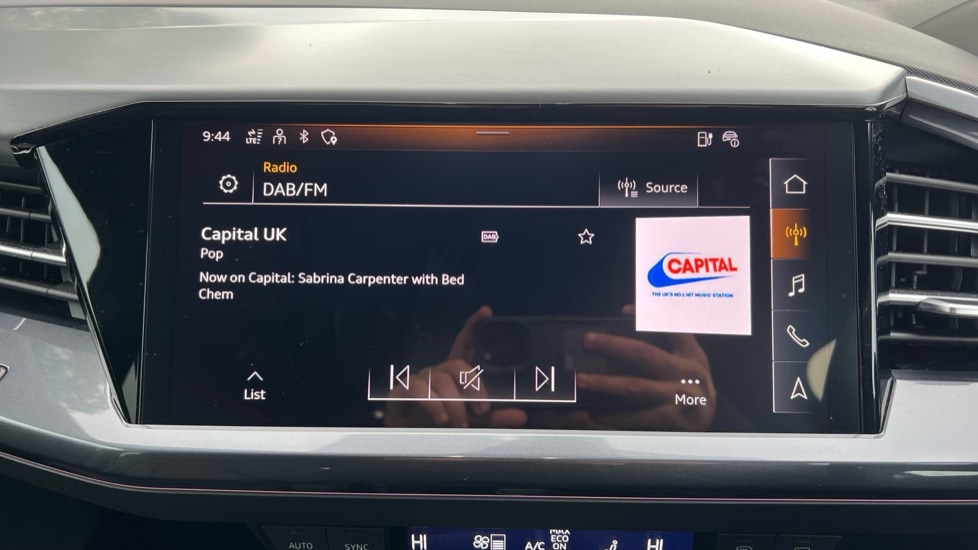 9:44 LTE
Radio
DAB/FM
Source
Capital UK
DAB
Pop
Now on Capital: Sabrina Carpenter with Bed
Chem
CAPITAL
THE UK'S NO.1 HIT MUSIC STATION
List
More
AUTO SYNC
HI A/C MAX
ECO
ON HI